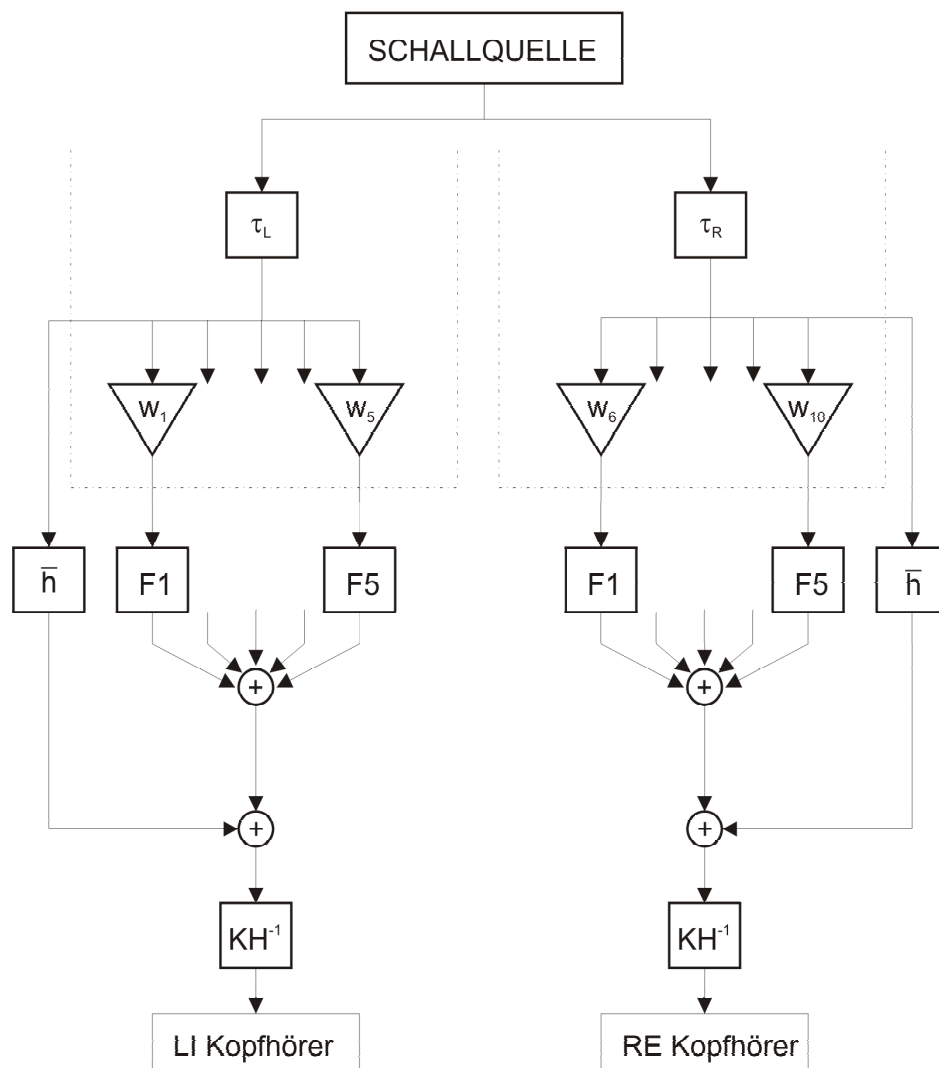 SCHALLQUELLE
τL τR
W1 W5 W6 W10
h̅ F1 F5 F1 F5 h̅
+ +
+ +
KH-1 KH-1
LI Kopfhörer RE Kopfhörer